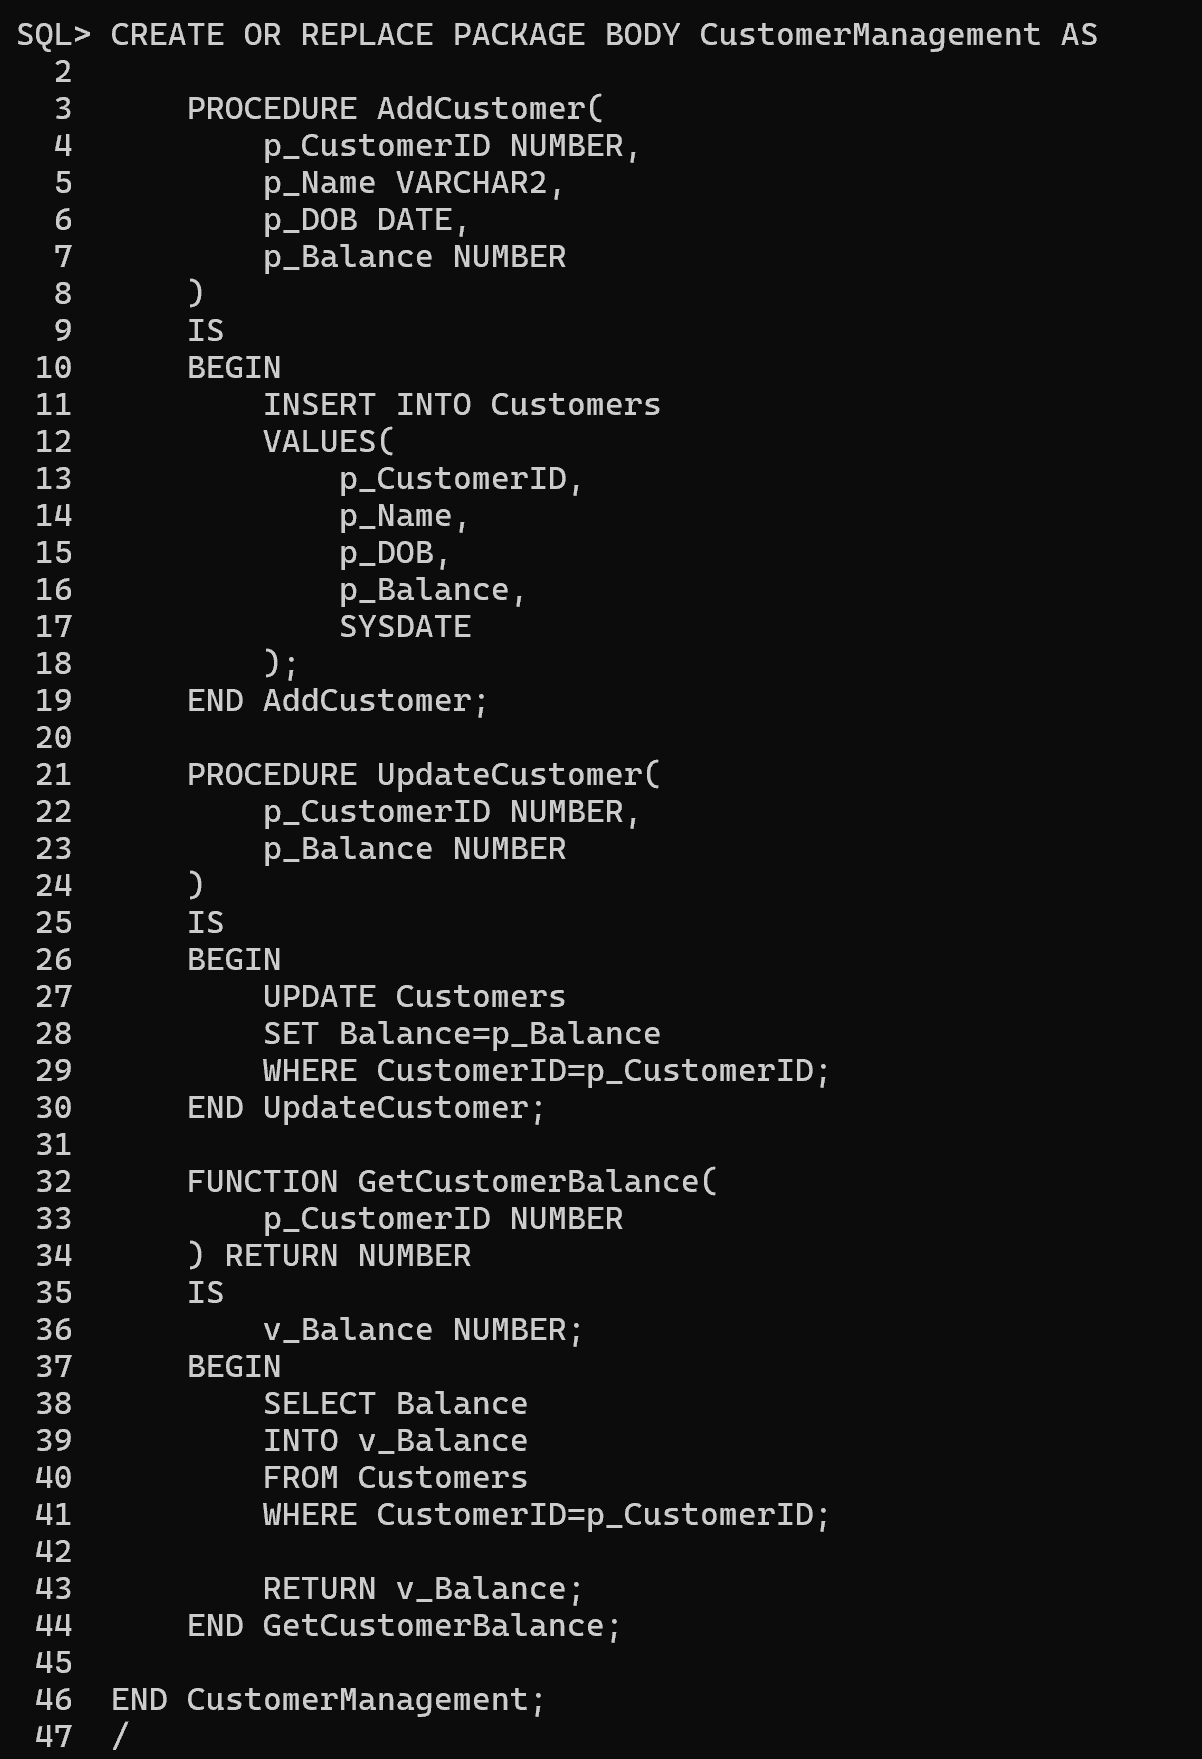 SQL> CREATE OR REPLACE PACKAGE BODY CustomerManagement AS
  2
  3      PROCEDURE AddCustomer(
  4          p_CustomerID NUMBER,
  5          p_Name VARCHAR2,
  6          p_DOB DATE,
  7          p_Balance NUMBER
  8      )
  9      IS
 10      BEGIN
 11          INSERT INTO Customers
 12          VALUES(
 13              p_CustomerID,
 14              p_Name,
 15              p_DOB,
 16              p_Balance,
 17              SYSDATE
 18          );
 19      END AddCustomer;
 20
 21      PROCEDURE UpdateCustomer(
 22          p_CustomerID NUMBER,
 23          p_Balance NUMBER
 24      )
 25      IS
 26      BEGIN
 27          UPDATE Customers
 28          SET Balance=p_Balance
 29          WHERE CustomerID=p_CustomerID;
 30      END UpdateCustomer;
 31
 32      FUNCTION GetCustomerBalance(
 33          p_CustomerID NUMBER
 34      ) RETURN NUMBER
 35      IS
 36          v_Balance NUMBER;
 37      BEGIN
 38          SELECT Balance
 39          INTO v_Balance
 40          FROM Customers
 41          WHERE CustomerID=p_CustomerID;
 42
 43          RETURN v_Balance;
 44      END GetCustomerBalance;
 45
 46  END CustomerManagement;
 47  /